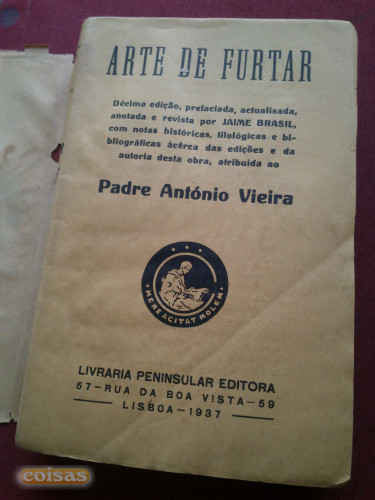 ARTE DE FURTAR
Décima edição, prefaciada, actualisada,
anotada e revista por JAIME BRASIL,
com notas históricas, filológicas e bi-
bliográficas àcêrca das edições e da
autoria desta obra, atribuída ao
Padre António Vieira
MENS AGITAT MOLEM
LIVRARIA PENINSULAR EDITORA
57—RUA DA BOA VISTA—59
LISBOA—1937
coisas